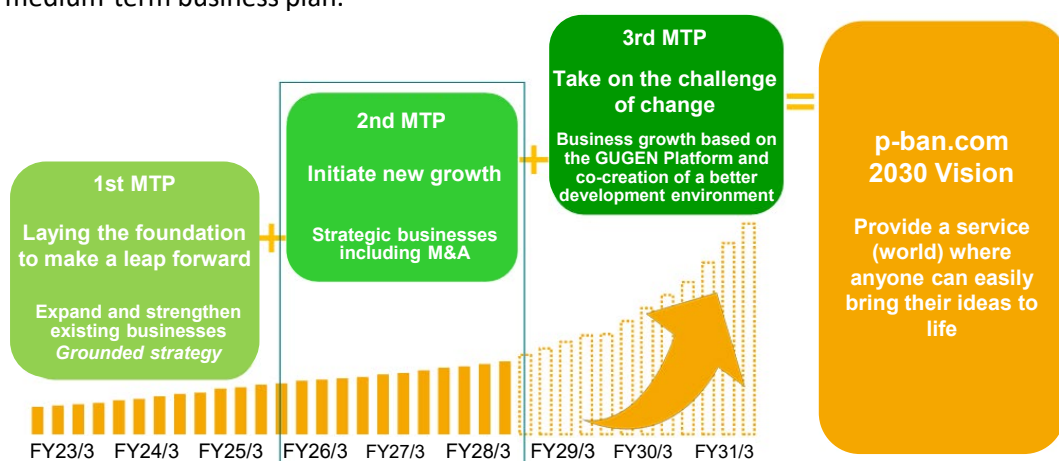 medium-term business plan.
1st MTP
Laying the foundation
to make a leap forward
Expand and strengthen
existing businesses
Grounded strategy
+
2nd MTP
Initiate new growth
Strategic businesses
including M&A
+
3rd MTP
Take on the challenge
of change
Business growth based on
the GUGEN Platform and
co-creation of a better
development environment
=
p-ban.com
2030 Vision
Provide a service
(world) where
anyone can easily
bring their ideas to
life
FY23/3 FY24/3 FY25/3 FY26/3 FY27/3 FY28/3 FY29/3 FY30/3 FY31/3